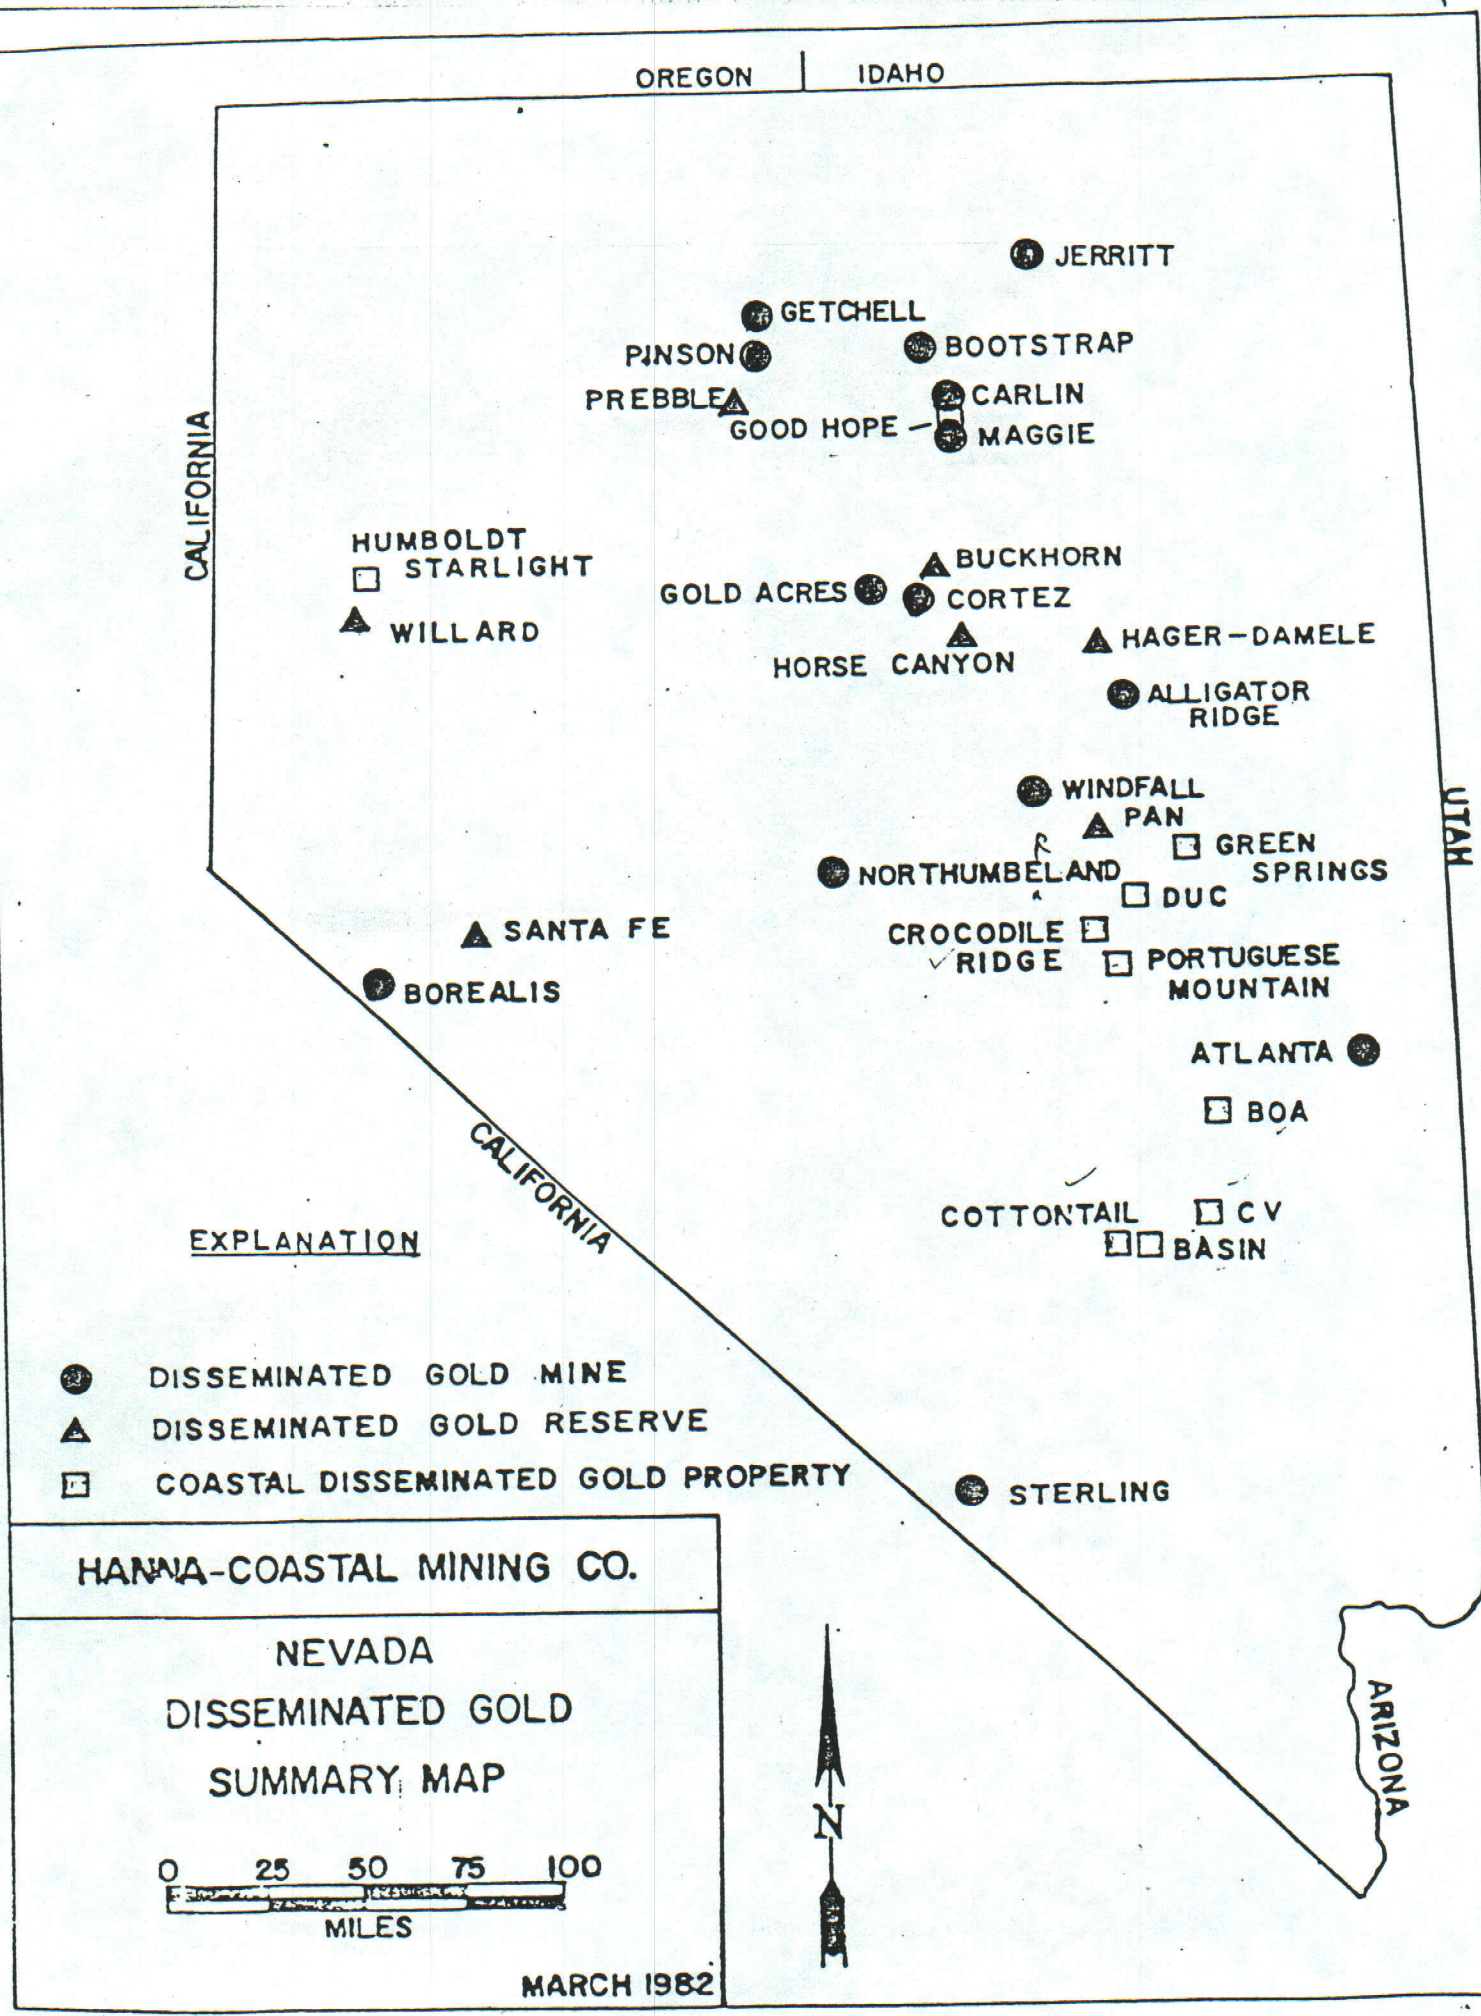 OREGON
IDAHO
JERRITT
GETCHELL
PINSON
BOOTSTRAP
PREBBLE
CARLIN
GOOD HOPE
MAGGIE
CALIFORNIA
HUMBOLDT
STARLIGHT
WILLARD
BUCKHORN
GOLD ACRES
CORTEZ
HORSE CANYON
HAGER-DAMELE
ALLIGATOR
RIDGE
WINDFALL
PAN
UTAH
GREEN
SPRINGS
R
NORTHUMBELAND
DUC
CROCODILE
RIDGE
PORTUGUESE
MOUNTAIN
SANTA FE
BOREALIS
ATLANTA
BOA
CALIFORNIA
COTTONTAIL
CV
BASIN
EXPLANATION
DISSEMINATED GOLD MINE
DISSEMINATED GOLD RESERVE
COASTAL DISSEMINATED GOLD PROPERTY
STERLING
HANNA-COASTAL MINING CO.
NEVADA
DISSEMINATED GOLD
SUMMARY MAP
0 25 50 75 100
MILES
MARCH 1982
N
ARIZONA